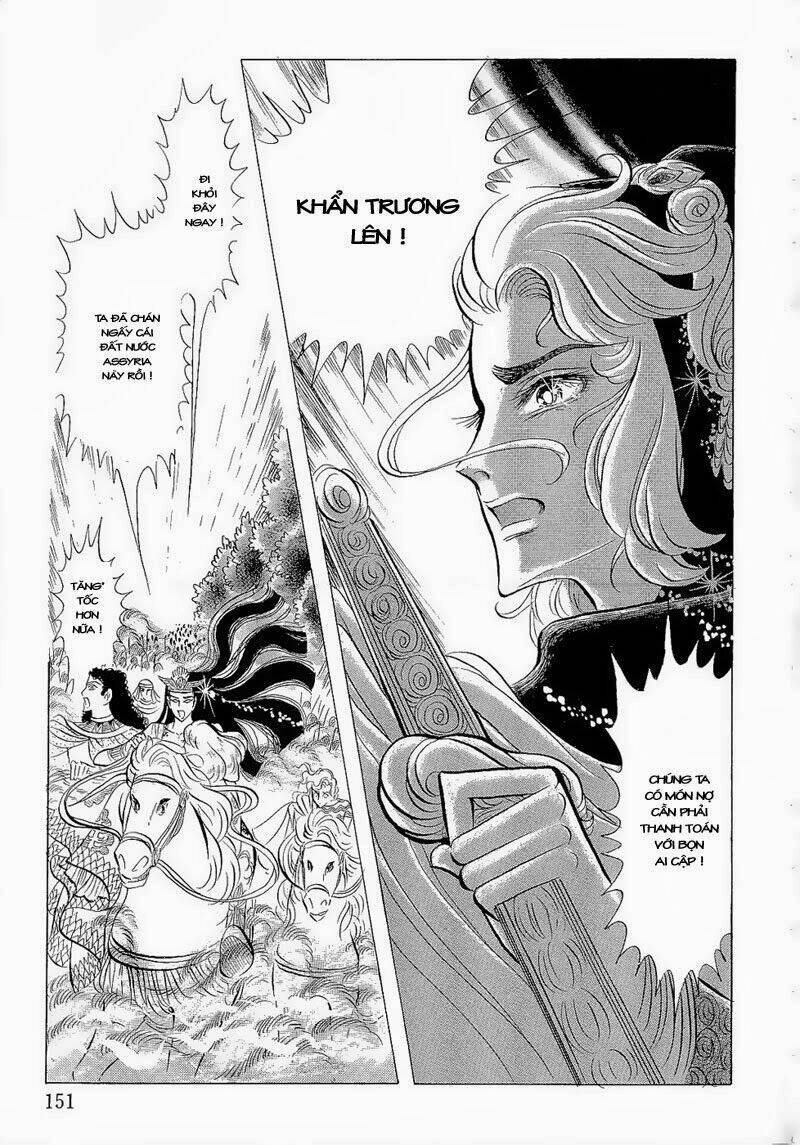 KHẨN TRƯƠNG
LÊN !
CHÚNG TA
CÓ MÓN NỢ
CẦN PHẢI
THANH TOÁN
VỚI BỌN
AI CẬP !
ĐI
KHỎI
ĐÂY
NGAY !
TA ĐÃ CHÁN
NGẤY CÁI
ĐẤT NƯỚC
ASSYRIA
NÀY RỒI !
TĂNG
TỐC
HƠN
NỮA !
151